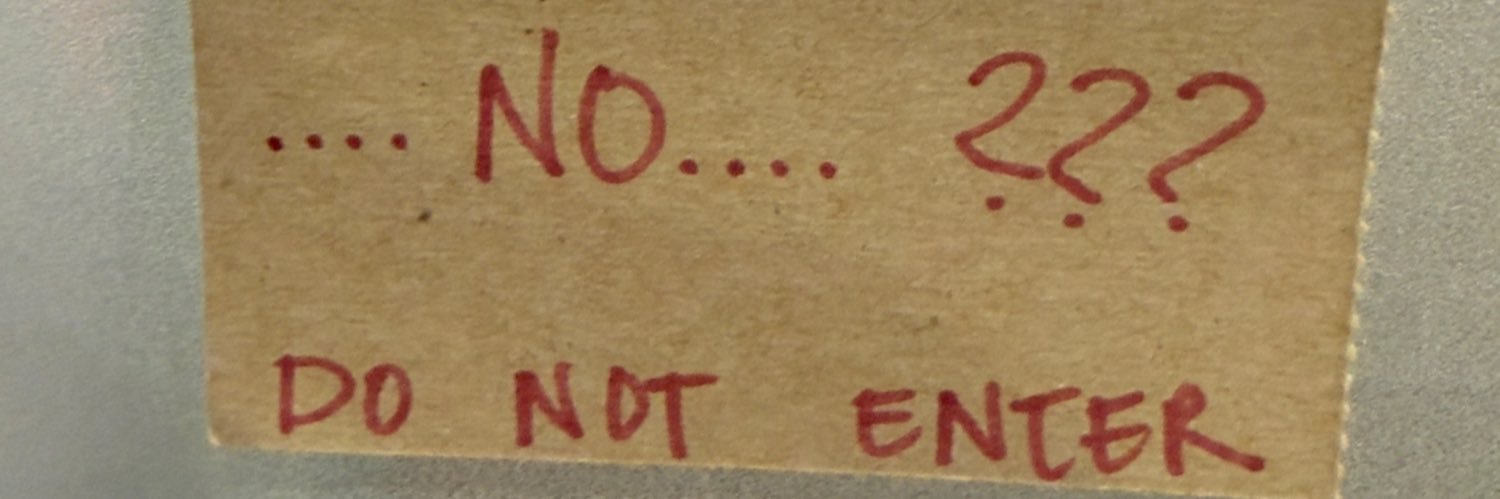 .... NO.... ???
DO NOT ENTER